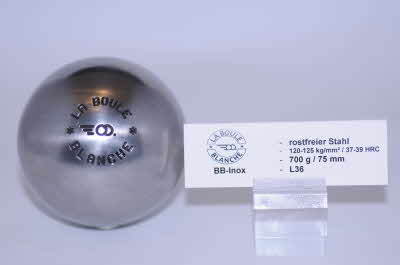 LA BOULE
BLANCHE
LA BOULE
BLANCHE
BB-Inox
- rostfreier Stahl
- 120-125 kg/mm² / 37-39 HRC
- 700 g / 75 mm
- L36